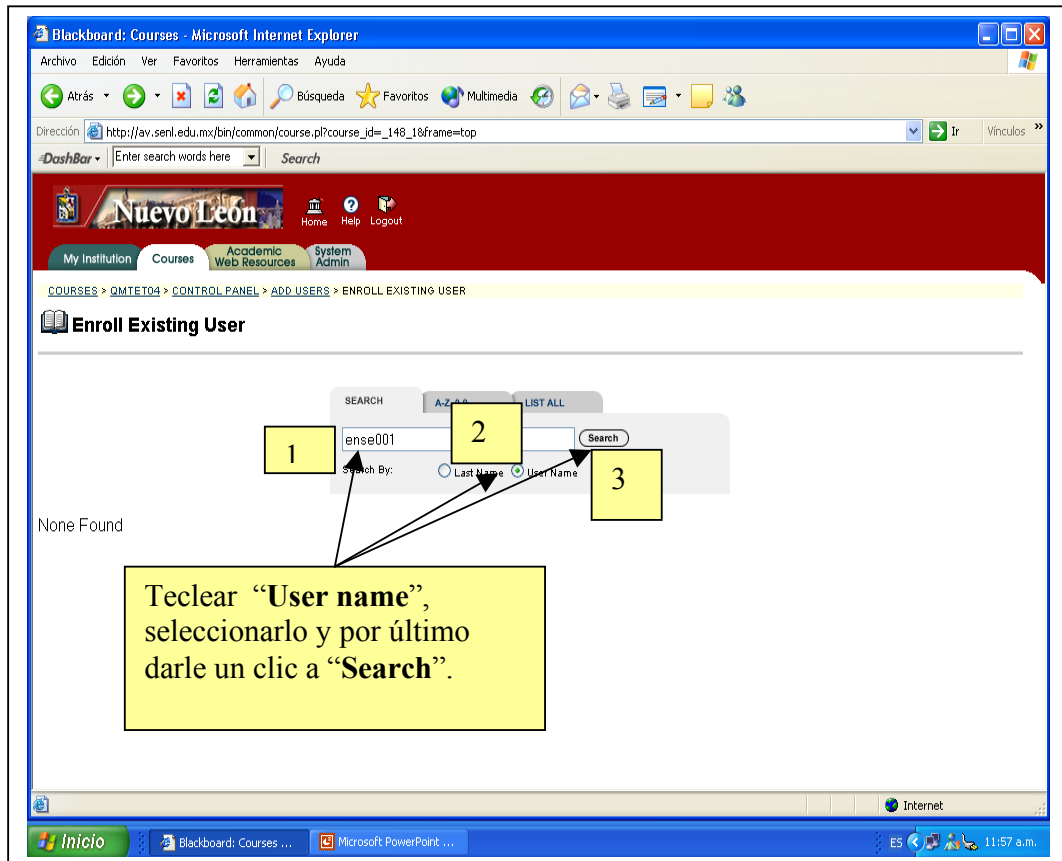 Blackboard: Courses - Microsoft Internet Explorer
Archivo Edición Ver Favoritos Herramientas Ayuda
Atrás Búsqueda Favoritos Multimedia
Dirección http://av.senl.edu.mx/bin/common/course.pl?course_id=_148_1&frame=top Ir Vínculos »
DashBar Enter search words here Search
Nuevo León Home Help Logout
My Institution Courses Academic Web Resources System Admin
COURSES > QMTET04 > CONTROL PANEL > ADD USERS > ENROLL EXISTING USER
Enroll Existing User
SEARCH A-Z, LIST ALL
1 ense001 2 Search
Search By: Last Name User Name 3
None Found
Teclear “User name”,
seleccionarlo y por último
darle un clic a “Search”.
Internet
Inicio Blackboard: Courses ... Microsoft PowerPoint ... ES 11:57 a.m.